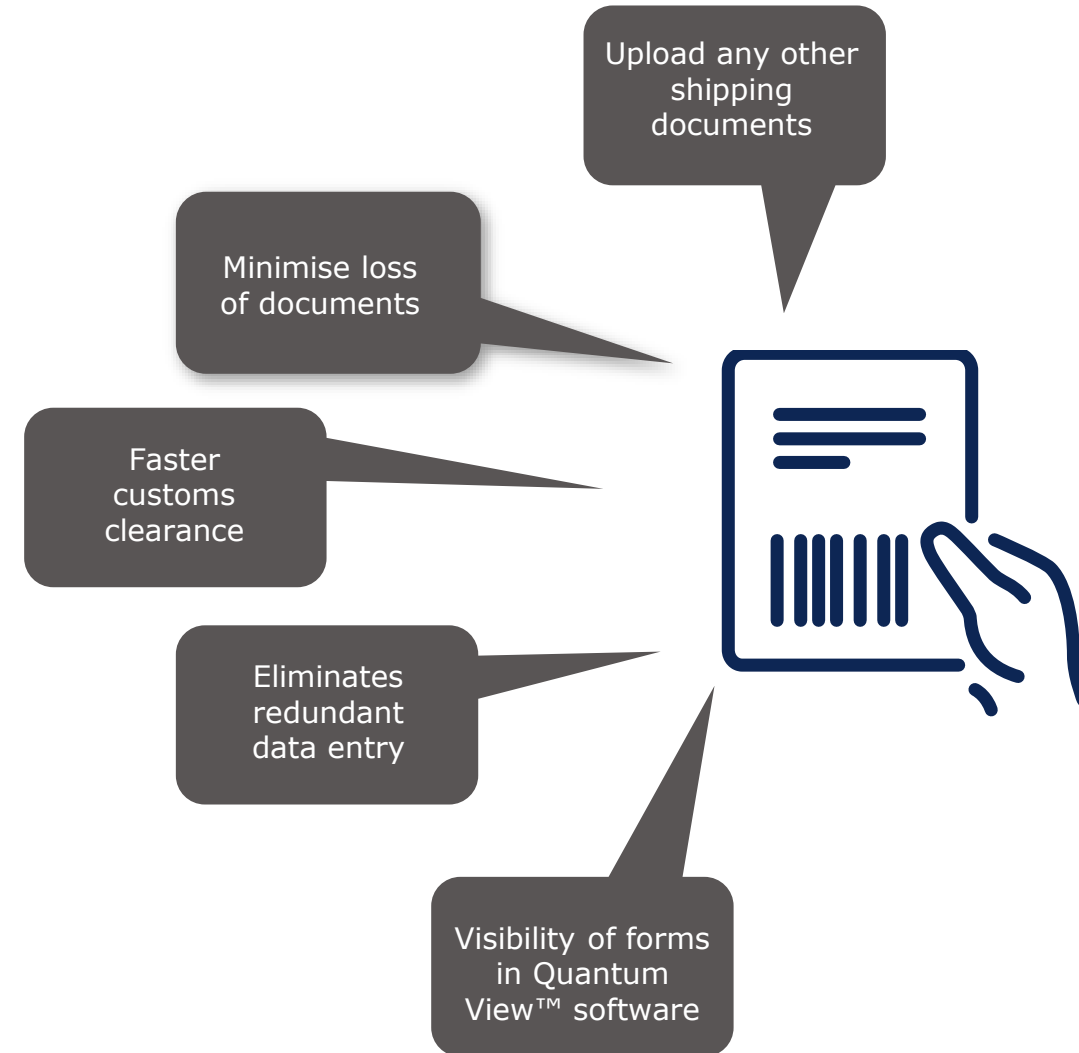 Upload any other
shipping
documents
Minimise loss
of documents
Faster
customs
clearance
Eliminates
redundant
data entry
Visibility of forms
in Quantum
View™ software